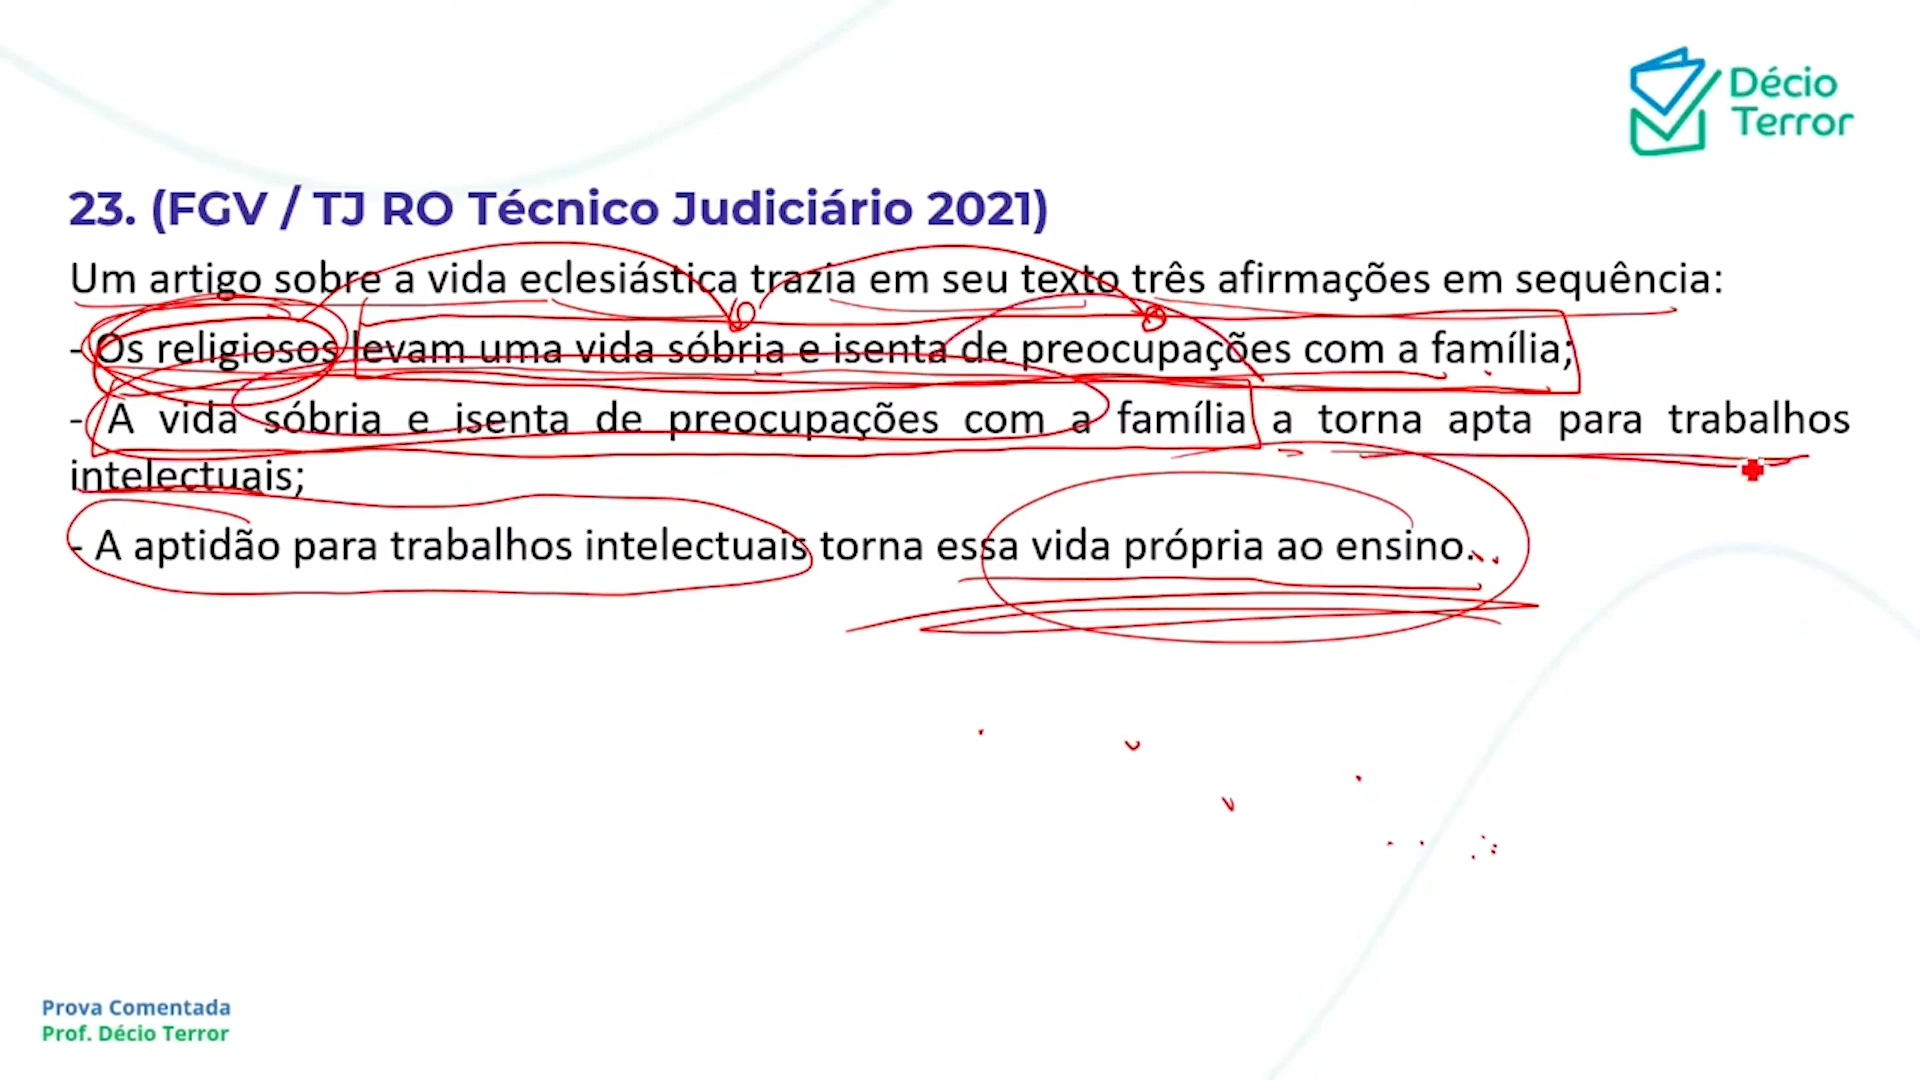 Décio
Terror
23. (FGV / TJ RO Técnico Judiciário 2021)
Um artigo sobre a vida eclesiástica trazia em seu texto três afirmações em sequência:
- Os religiosos levam uma vida sóbria e isenta de preocupações com a família;
- A vida sóbria e isenta de preocupações com a família a torna apta para trabalhos
intelectuais;
- A aptidão para trabalhos intelectuais torna essa vida própria ao ensino.
Prova Comentada
Prof. Décio Terror